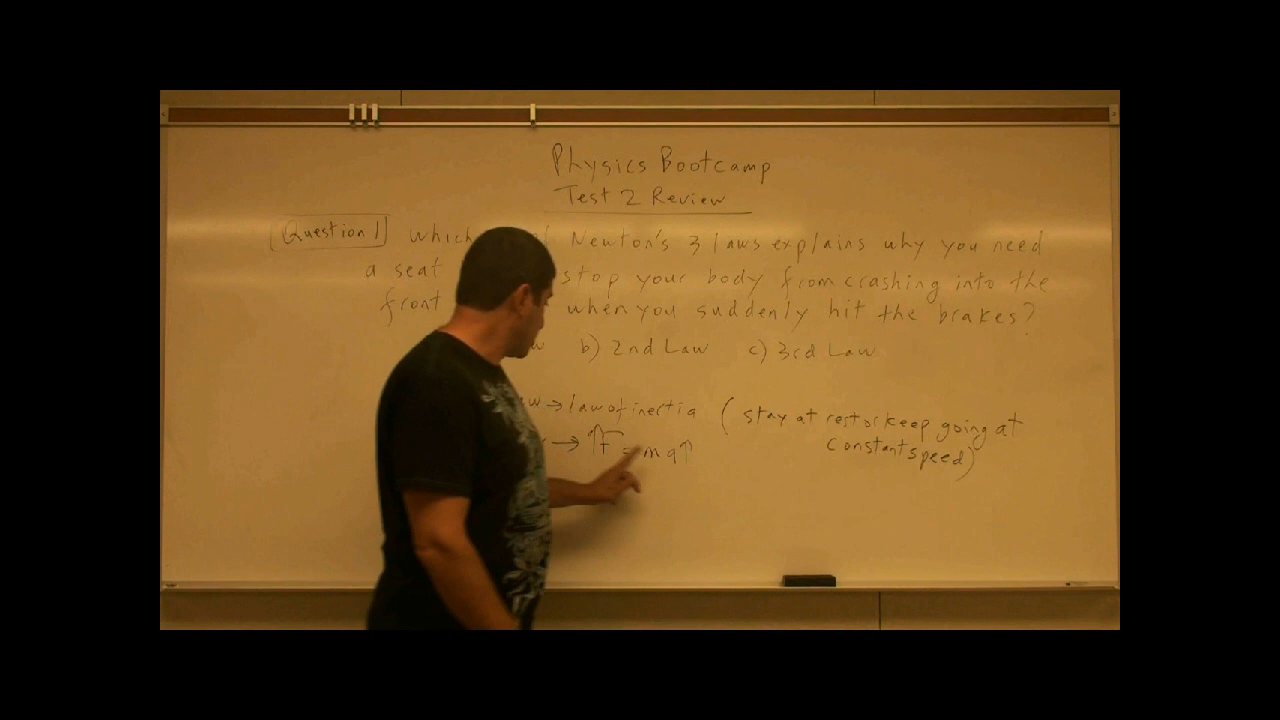 Physics Bootcamp
Test 2 Review
Question 1 Which of Newton's 3 laws explains why you need
a seat stop your body from crashing into the
front when you suddenly hit the brakes?
b) 2nd Law c) 3rd Law
→ law of inertia (stay at rest or keep going at
constant speed)
→ ↑F = ma↑